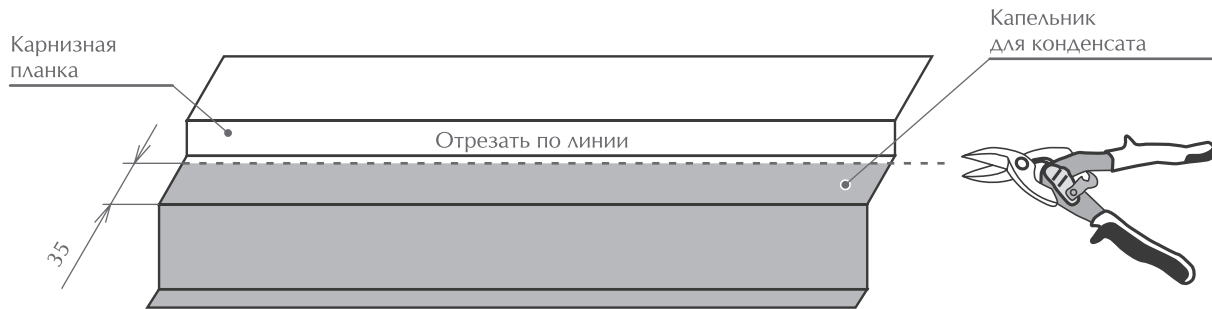 Карнизная
планка
Капельник
для конденсата
Отрезать по линии
35